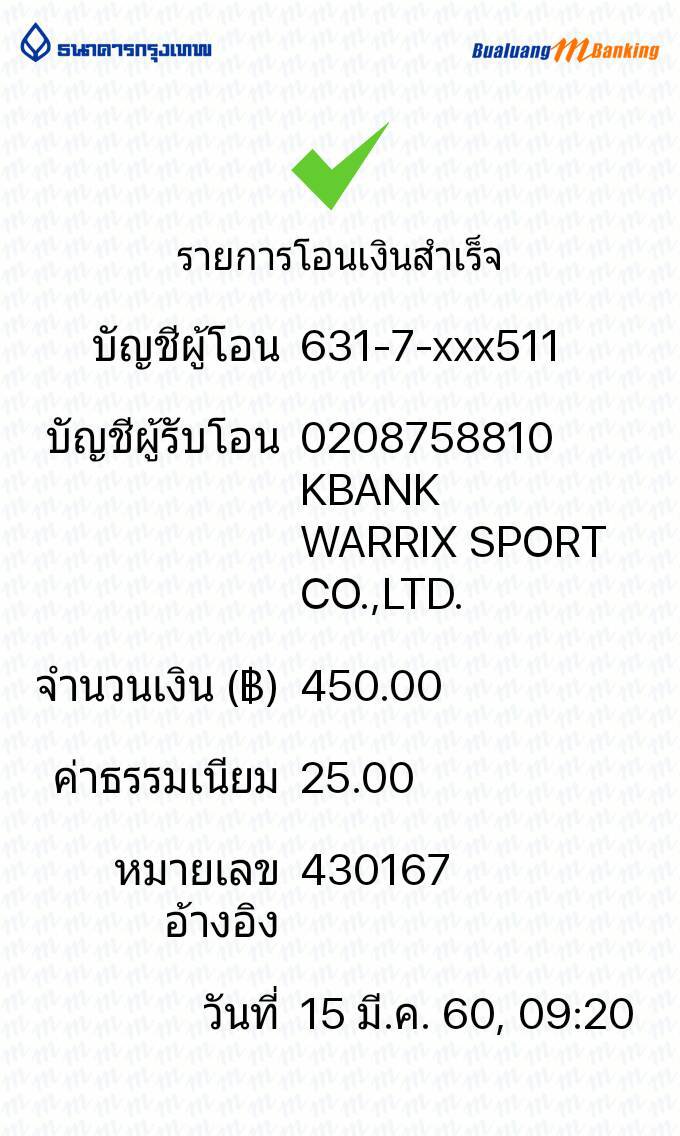 ธนาคารกรุงเทพ Bualuang mBanking
รายการโอนเงินสำเร็จ
บัญชีผู้โอน 631-7-xxx511
บัญชีผู้รับโอน 0208758810
KBANK
WARRIX SPORT
CO.,LTD.
จำนวนเงิน (฿) 450.00
ค่าธรรมเนียม 25.00
หมายเลข 430167
อ้างอิง
วันที่ 15 มี.ค. 60, 09:20